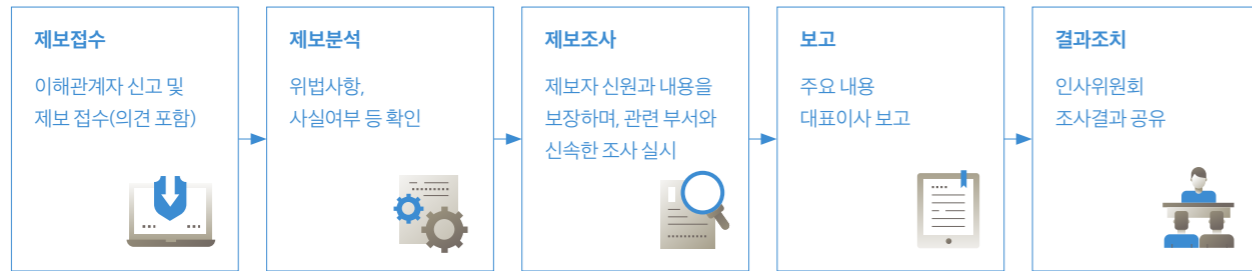 제보접수
이해관계자 신고 및
제보 접수(의견 포함)
제보분석
위법사항,
사실여부 등 확인
제보조사
제보자 신원과 내용을
보장하며, 관련 부서와
신속한 조사 실시
보고
주요 내용
대표이사 보고
결과조치
인사위원회
조사결과 공유